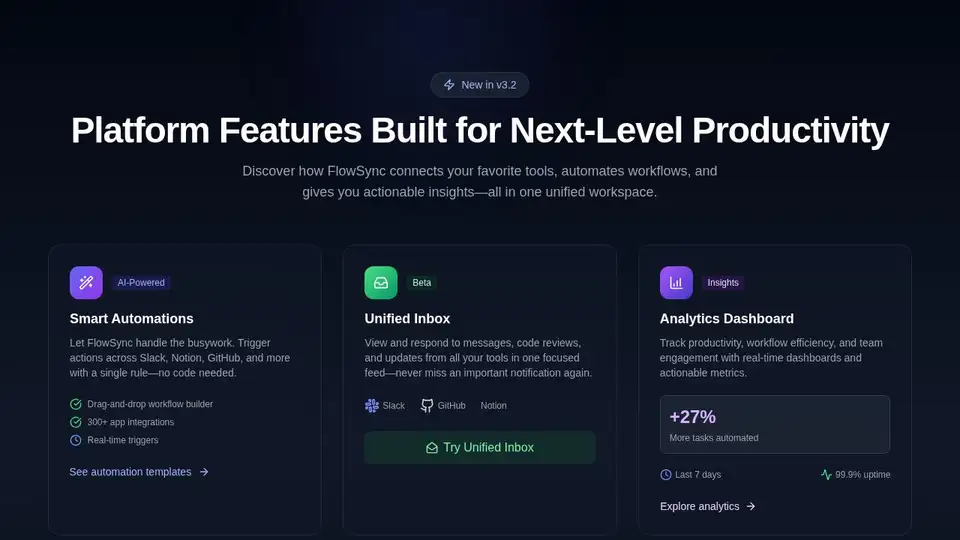 New in v3.2
Platform Features Built for Next-Level Productivity
Discover how FlowSync connects your favorite tools, automates workflows, and
gives you actionable insights—all in one unified workspace.
AI-Powered
Smart Automations
Let FlowSync handle the busywork. Trigger
actions across Slack, Notion, GitHub, and more
with a single rule—no code needed.
Drag-and-drop workflow builder
300+ app integrations
Real-time triggers
See automation templates
Beta
Unified Inbox
View and respond to messages, code reviews,
and updates from all your tools in one focused
feed—never miss an important notification again.
Slack GitHub Notion
Try Unified Inbox
Insights
Analytics Dashboard
Track productivity, workflow efficiency, and team
engagement with real-time dashboards and
actionable metrics.
+27%
More tasks automated
Last 7 days 99.9% uptime
Explore analytics